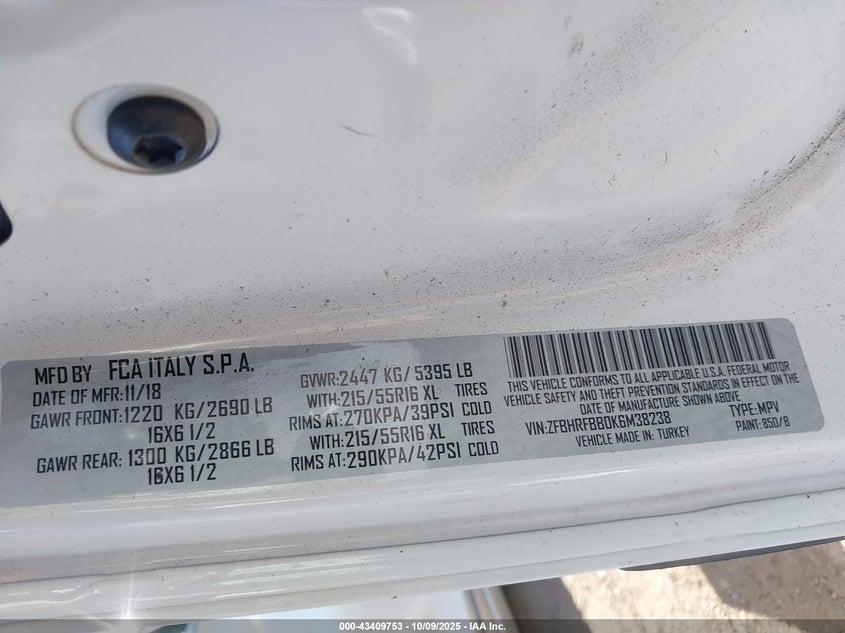 MFD BY FCA ITALY S.P.A.
DATE OF MFR:11/18
GAWR FRONT:1220 KG/2690 LB
16X6 1/2
GAWR REAR: 1300 KG/2866 LB
16X6 1/2
GVWR:2447 KG/5395 LB
WITH:215/55R16 XL TIRES
RIMS AT:270KPA/39PSI COLD
WITH:215/55R16 XL TIRES
RIMS AT:290KPA/42PSI COLD
THIS VEHICLE CONFORMS TO ALL APPLICABLE U.S.A. FEDERAL MOTOR
VEHICLE SAFETY AND THEFT PREVENTION STANDARDS IN EFFECT ON THE
DATE OF MANUFACTURE SHOWN ABOVE
VIN:ZFBHRFBB0K6M38238 TYPE:MPV
VEHICLE MADE IN: TURKEY PAINT: 850/B
000-43409753 - 10/09/2025 - IAA Inc.